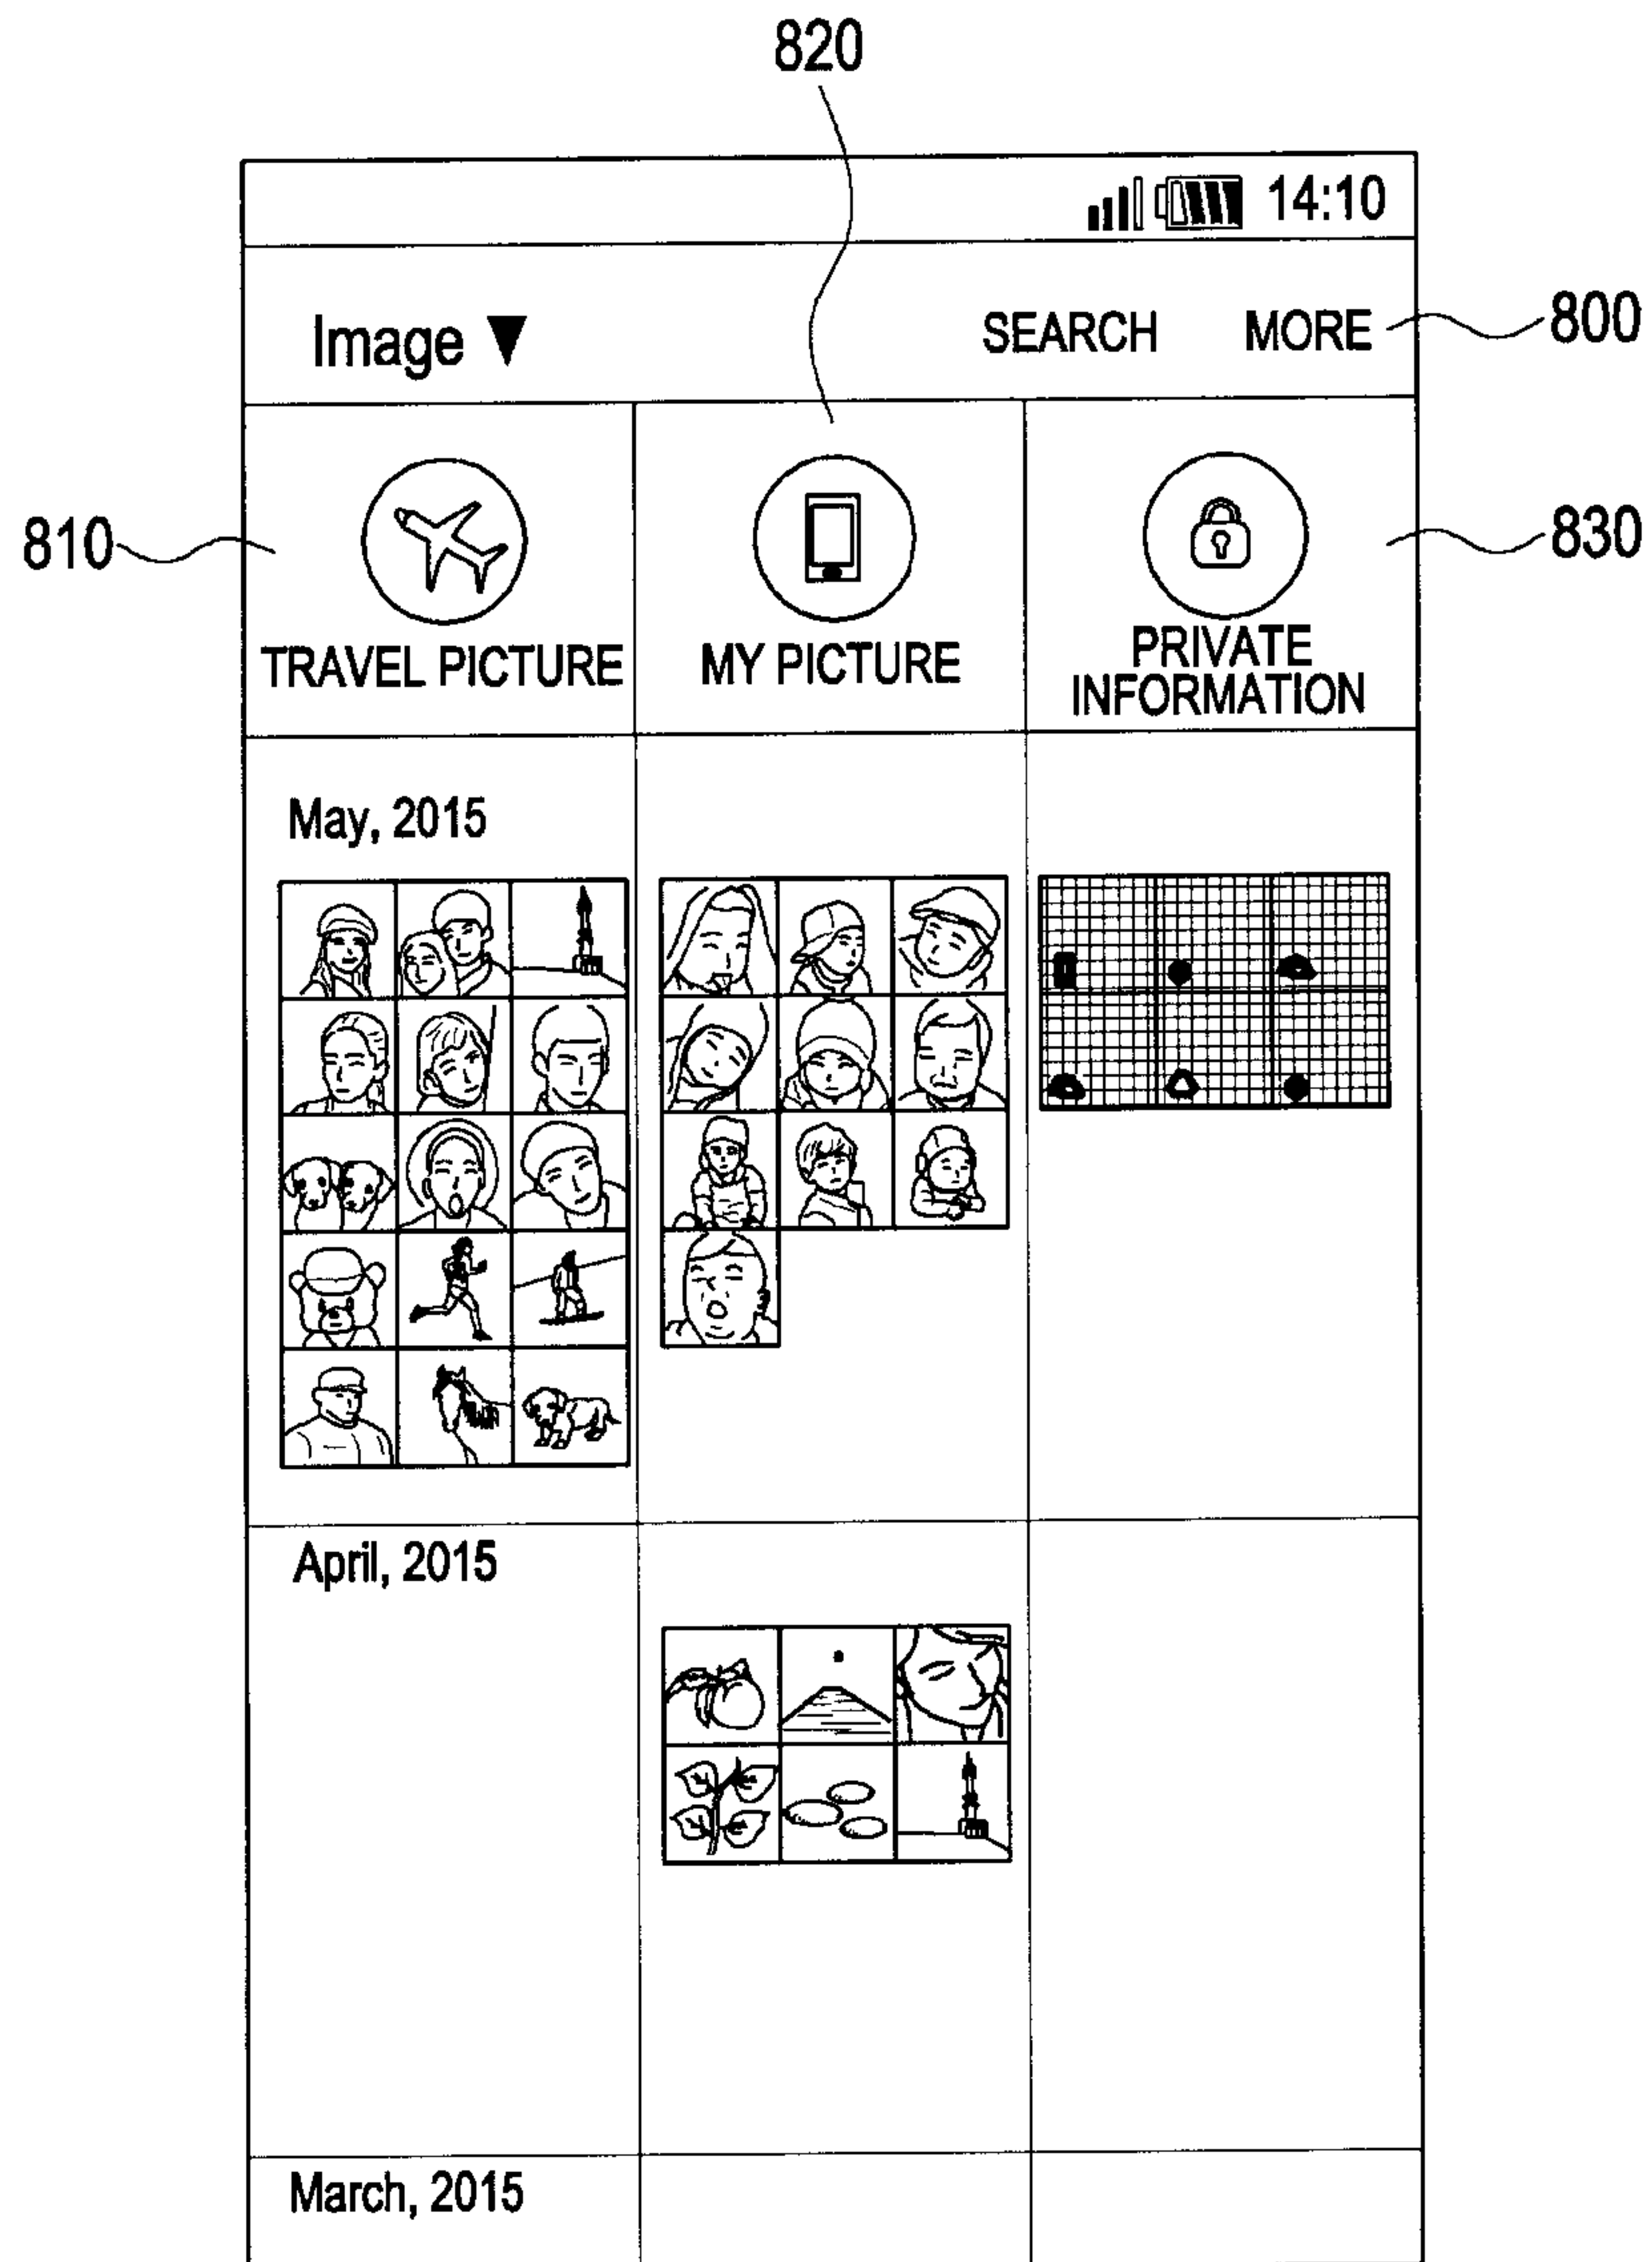 820
14:10
Image ▼ SEARCH MORE
800
810
830
TRAVEL PICTURE
MY PICTURE
PRIVATE
INFORMATION
May, 2015
April, 2015
March, 2015